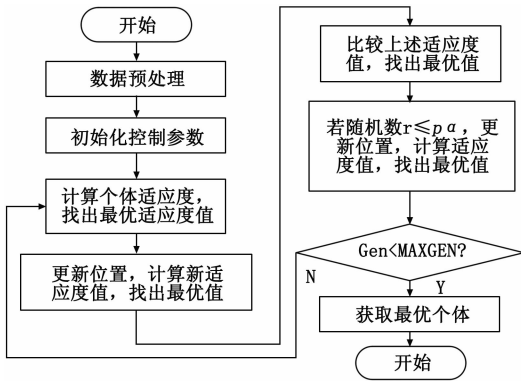 开始
数据预处理
初始化控制参数
计算个体适应度，
找出最优适应度值
更新位置，计算新适
应度值，找出最优值
比较上述适应度
值，找出最优值
若随机数r≤pα，更
新位置，计算适应
度值，找出最优值
Gen<MAXGEN?
N
Y
获取最优个体
开始